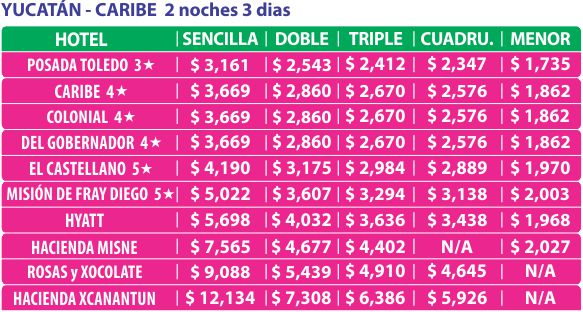 YUCATÁN - CARIBE 2 noches 3 dias
HOTEL | SENCILLA | DOBLE | TRIPLE | CUADRU. | MENOR
POSADA TOLEDO 3★ | $ 3,161 | $ 2,543 | $ 2,412 | $ 2,347 | $ 1,735
CARIBE 4★ | $ 3,669 | $ 2,860 | $ 2,670 | $ 2,576 | $ 1,862
COLONIAL 4★ | $ 3,669 | $ 2,860 | $ 2,670 | $ 2,576 | $ 1,862
DEL GOBERNADOR 4★ | $ 3,669 | $ 2,860 | $ 2,670 | $ 2,576 | $ 1,862
EL CASTELLANO 5★ | $ 4,190 | $ 3,175 | $ 2,984 | $ 2,889 | $ 1,970
MISIÓN DE FRAY DIEGO 5★ | $ 5,022 | $ 3,607 | $ 3,294 | $ 3,138 | $ 2,003
HYATT | $ 5,698 | $ 4,032 | $ 3,636 | $ 3,438 | $ 1,968
HACIENDA MISNE | $ 7,565 | $ 4,677 | $ 4,402 | N/A | $ 2,027
ROSAS y XOCOLATE | $ 9,088 | $ 5,439 | $ 4,910 | $ 4,645 | N/A
HACIENDA XCANANTUN | $ 12,134 | $ 7,308 | $ 6,386 | $ 5,926 | N/A